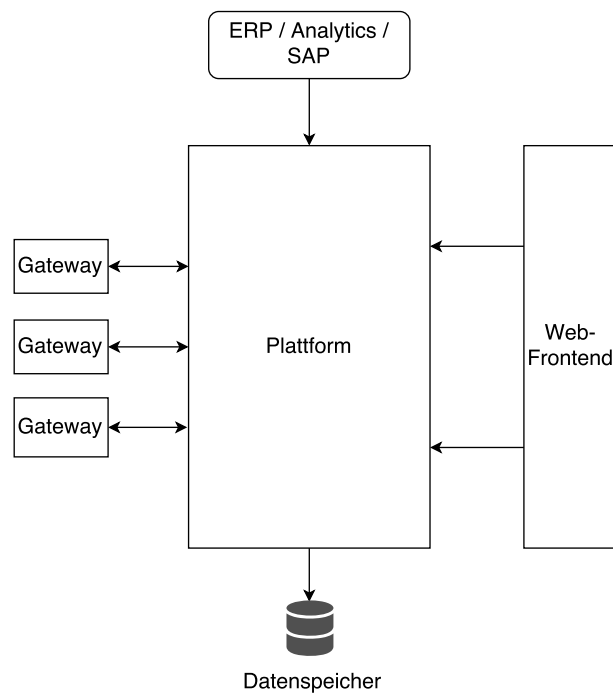 ERP / Analytics /
SAP
Gateway
Gateway
Gateway
Plattform
Web-
Frontend
Datenspeicher